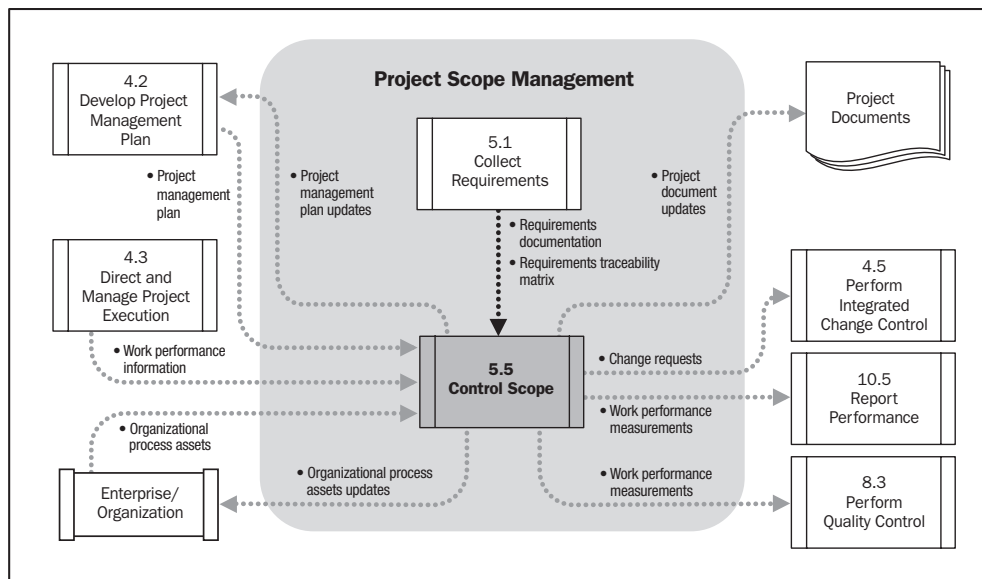 Project Scope Management
4.2
Develop Project
Management
Plan
• Project
management
plan
• Project
management
plan updates
5.1
Collect
Requirements
• Requirements
documentation
• Requirements traceability
matrix
• Project
document
updates
Project
Documents
4.3
Direct and
Manage Project
Execution
• Work performance
information
5.5
Control Scope
• Change requests
4.5
Perform
Integrated
Change Control
• Work performance
measurements
10.5
Report
Performance
• Organizational
process assets
Enterprise/
Organization
• Organizational process
assets updates
• Work performance
measurements
8.3
Perform
Quality Control